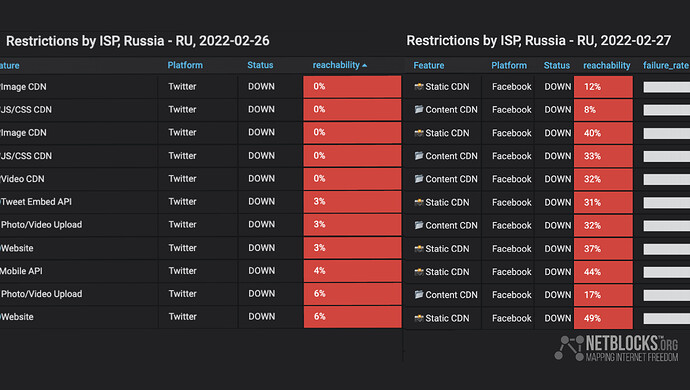 Restrictions by ISP, Russia - RU, 2022-02-26
ature Platform Status reachability
Image CDN Twitter DOWN 0%
JS/CSS CDN Twitter DOWN 0%
Image CDN Twitter DOWN 0%
JS/CSS CDN Twitter DOWN 0%
Video CDN Twitter DOWN 0%
Tweet Embed API Twitter DOWN 3%
Photo/Video Upload Twitter DOWN 3%
Website Twitter DOWN 3%
Mobile API Twitter DOWN 4%
Photo/Video Upload Twitter DOWN 6%
Website Twitter DOWN 6%
Restrictions by ISP, Russia - RU, 2022-02-27
Feature Platform Status reachability failure_rate
Static CDN Facebook DOWN 12%
Content CDN Facebook DOWN 8%
Static CDN Facebook DOWN 40%
Content CDN Facebook DOWN 33%
Content CDN Facebook DOWN 32%
Static CDN Facebook DOWN 31%
Content CDN Facebook DOWN 32%
Static CDN Facebook DOWN 37%
Static CDN Facebook DOWN 44%
Content CDN Facebook DOWN 17%
Static CDN Facebook DOWN 49%
NETBLOCKS.ORG
MAPPING INTERNET FREEDOM